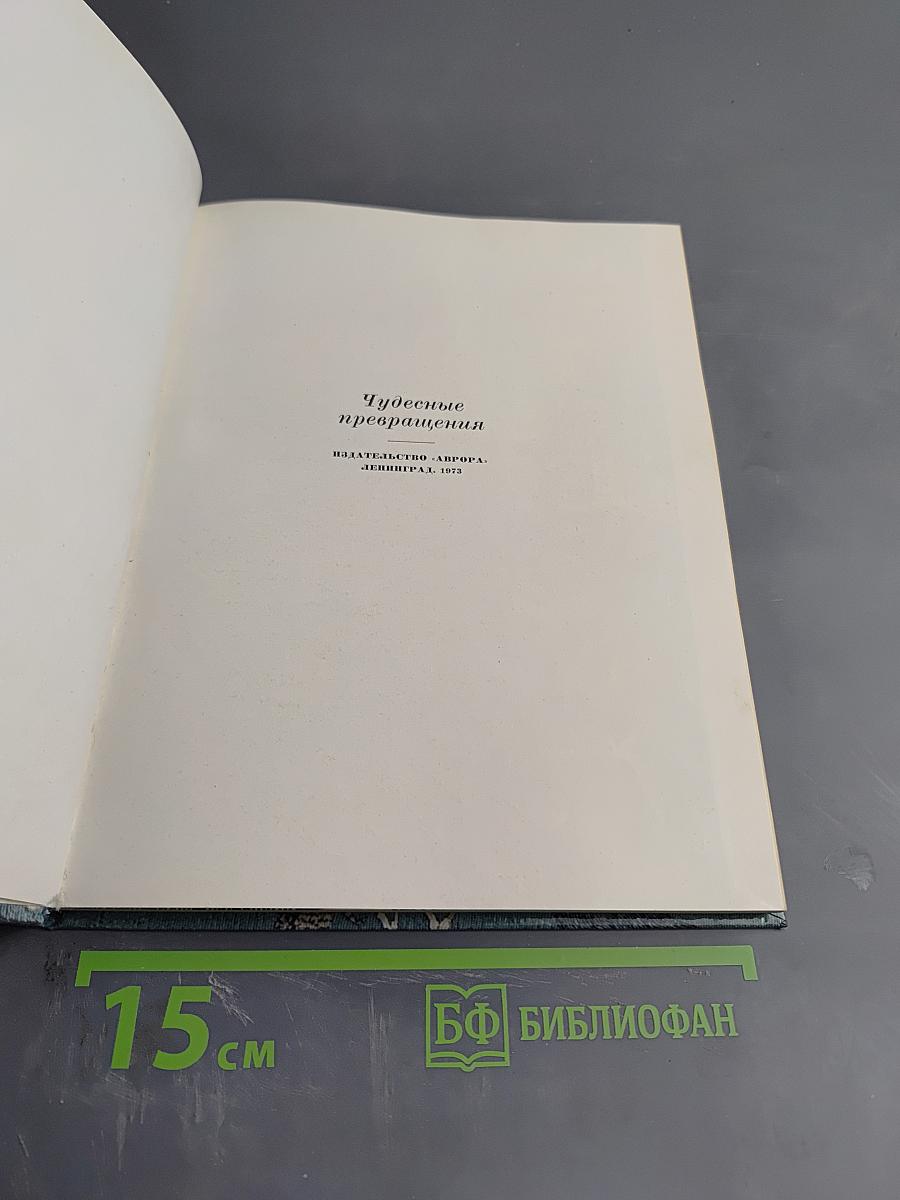 Чудесные
превращения
ИЗДАТЕЛЬСТВО «АВРОРА»
ЛЕНИНГРАД. 1973
15 см
БФ БИБЛИОФАН